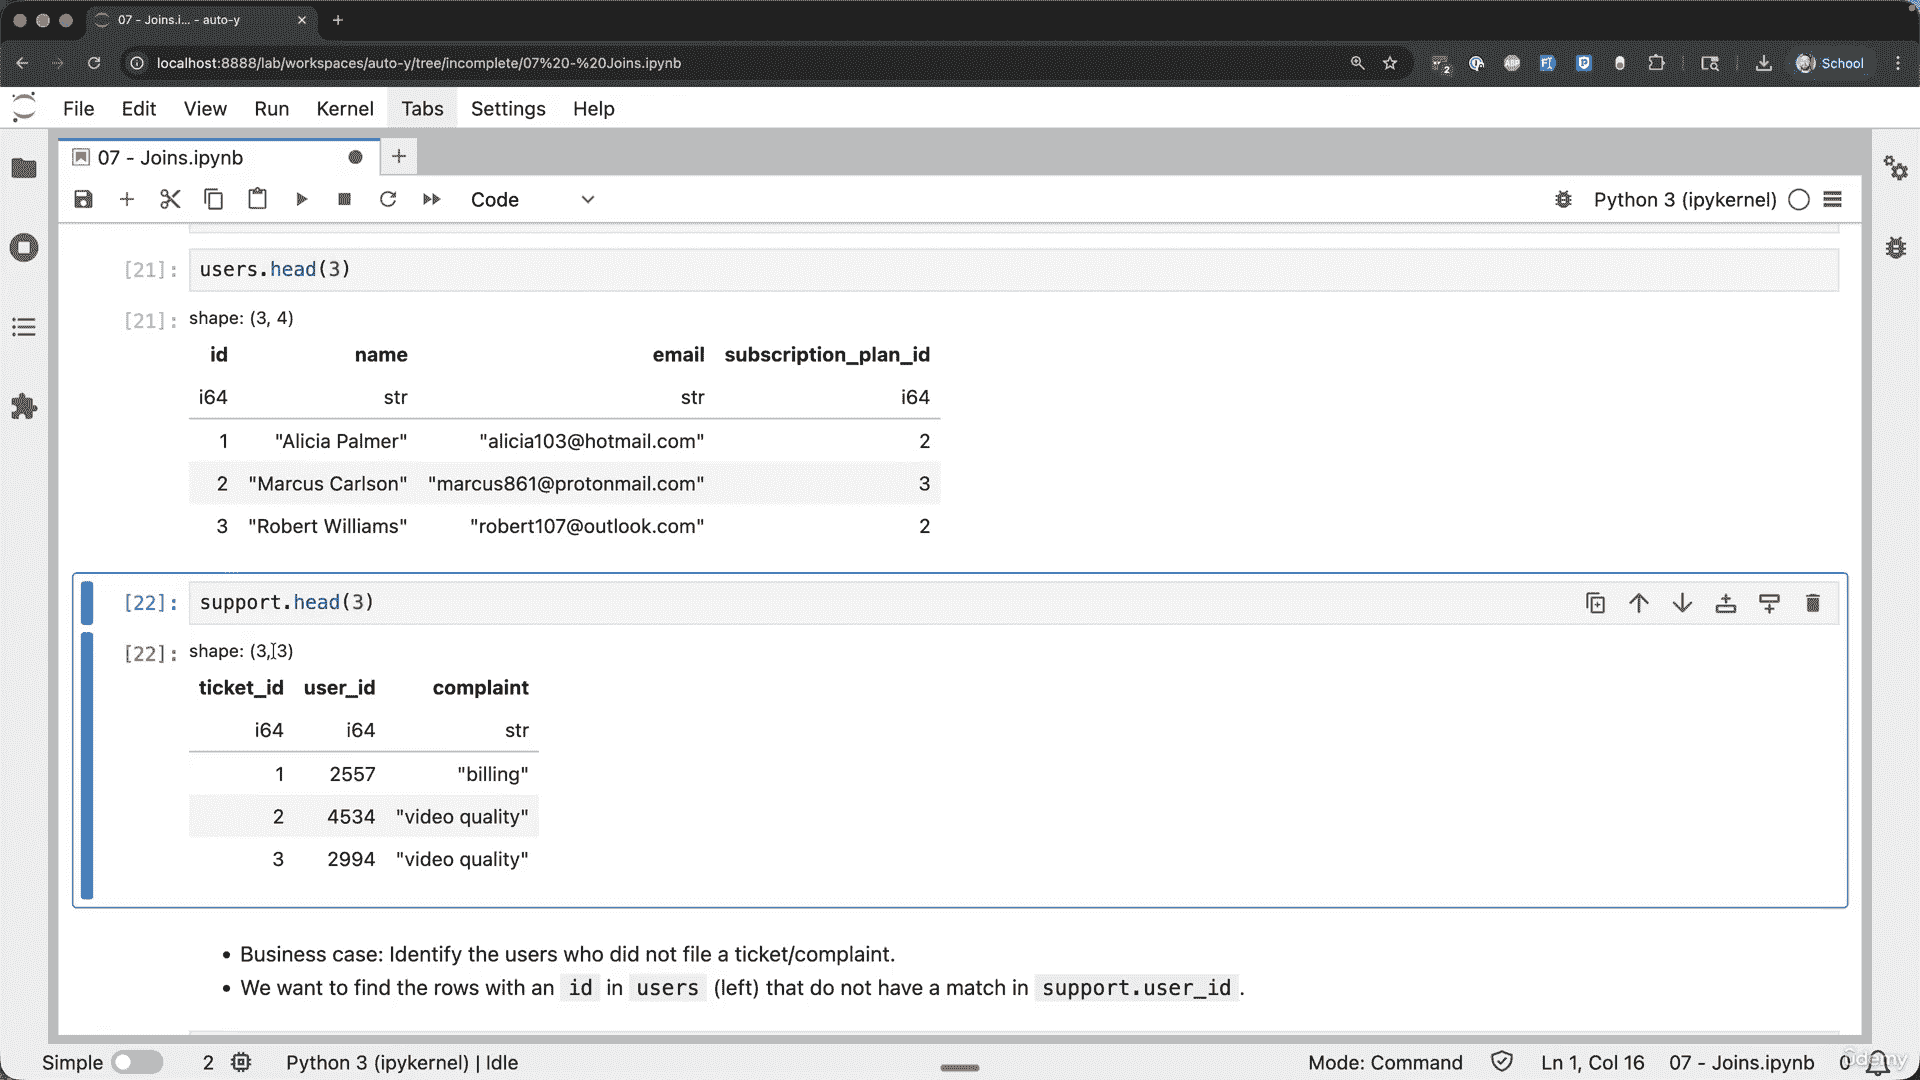 07 - Joins.i... - auto-y
localhost:8888/lab/workspaces/auto-y/tree/incomplete/07%20-%20Joins.ipynb
2
ABP
School
File Edit View Run Kernel Tabs Settings Help
07 - Joins.ipynb
Code
Python 3 (ipykernel)
[21]: users.head(3)
[21]: shape: (3, 4)
id name email subscription_plan_id
i64 str str i64
1 "Alicia Palmer" "alicia103@hotmail.com" 2
2 "Marcus Carlson" "marcus861@protonmail.com" 3
3 "Robert Williams" "robert107@outlook.com" 2
[22]: support.head(3)
[22]: shape: (3, 3)
ticket_id user_id complaint
i64 i64 str
1 2557 "billing"
2 4534 "video quality"
3 2994 "video quality"
• Business case: Identify the users who did not file a ticket/complaint.
• We want to find the rows with an id in users (left) that do not have a match in support.user_id .
Simple 2 Python 3 (ipykernel) | Idle Mode: Command Ln 1, Col 16 07 - Joins.ipynb 0
Udemy